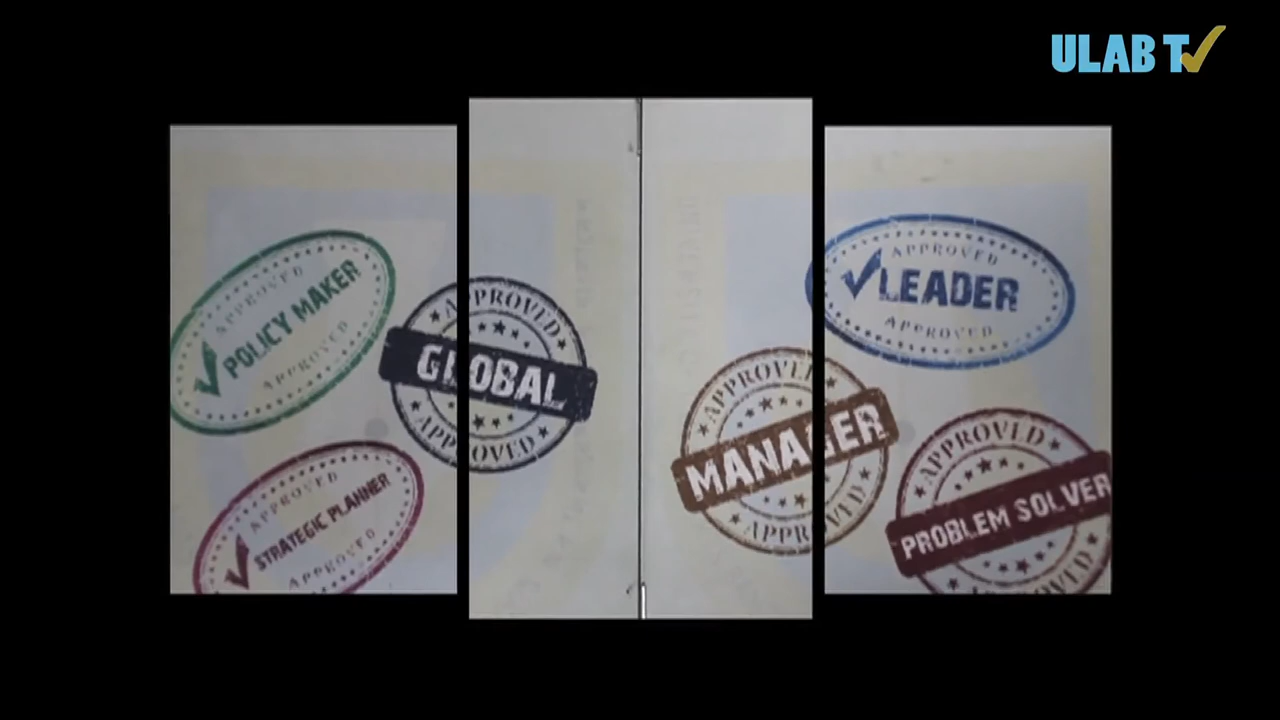 ULAB TV
APPROVED
POLICY MAKER
APPROVED
APPROVED
GLOBAL
APPROVED
APPROVED
LEADER
APPROVED
APPROVED
MANAGER
APPROVED
APPROVED
STRATEGIC PLANNER
APPROVED
APPROVED
PROBLEM SOLVER
APPROVED